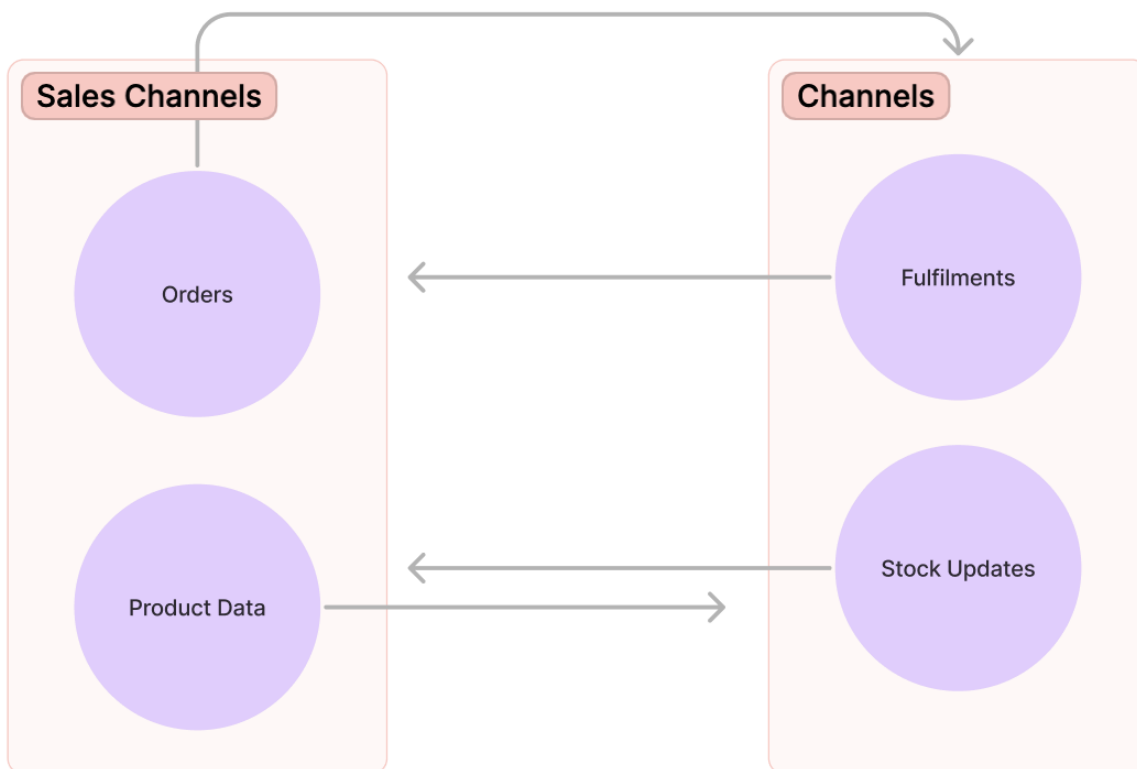 Sales Channels
Channels
Orders
Fulfilments
Product Data
Stock Updates